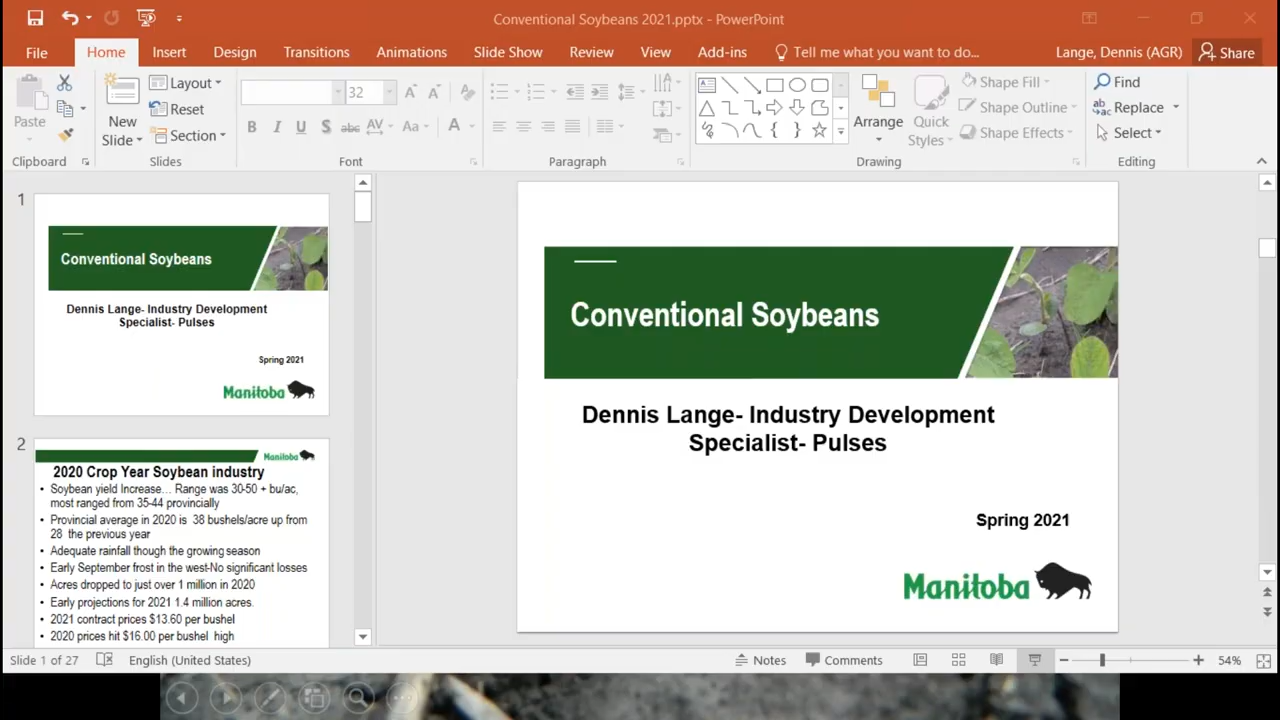 Conventional Soybeans 2021.pptx - PowerPoint
File Home Insert Design Transitions Animations Slide Show Review View Add-ins Tell me what you want to do... Lange, Dennis (AGR) Share
Paste
Clipboard
New
Slide
Layout
Reset
Section
Slides
32
B I U S abc AV Aa A
Font
Paragraph
Arrange
Quick
Styles
Shape Fill
Shape Outline
Shape Effects
Drawing
Find
Replace
Select
Editing
1
Conventional Soybeans
Dennis Lange- Industry Development
Specialist- Pulses
Spring 2021
Manitoba
2
Manitoba
2020 Crop Year Soybean industry
• Soybean yield Increase... Range was 30-50 + bu/ac,
most ranged from 35-44 provincially
• Provincial average in 2020 is 38 bushels/acre up from
28 the previous year
• Adequate rainfall though the growing season
• Early September frost in the west-No significant losses
• Acres dropped to just over 1 million in 2020
• Early projections for 2021 1.4 million acres.
• 2021 contract prices $13.60 per bushel
• 2020 prices hit $16.00 per bushel high
Conventional Soybeans
Dennis Lange- Industry Development
Specialist- Pulses
Spring 2021
Manitoba
Slide 1 of 27 English (United States) Notes Comments 54%